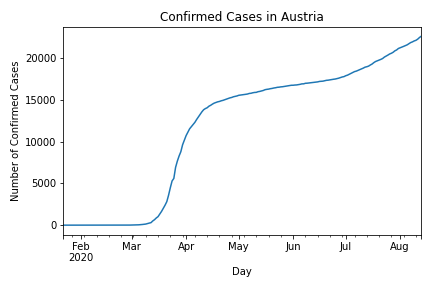 Confirmed Cases in Austria
Number of Confirmed Cases
20000
15000
10000
5000
0
Feb Mar Apr May Jun Jul Aug
2020
Day